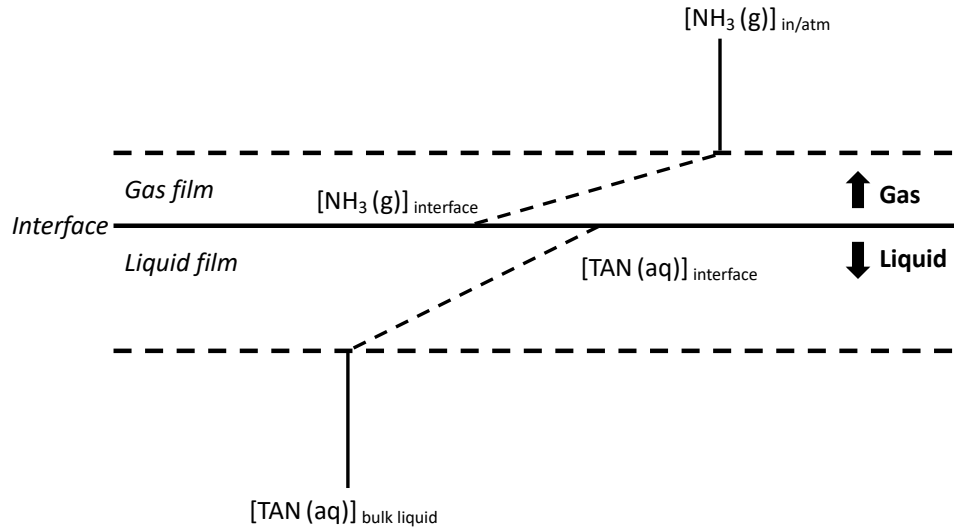 [NH₃ (g)] in/atm
Gas film
[NH₃ (g)] interface
Gas
Interface
Liquid film
[TAN (aq)] interface
Liquid
[TAN (aq)] bulk liquid